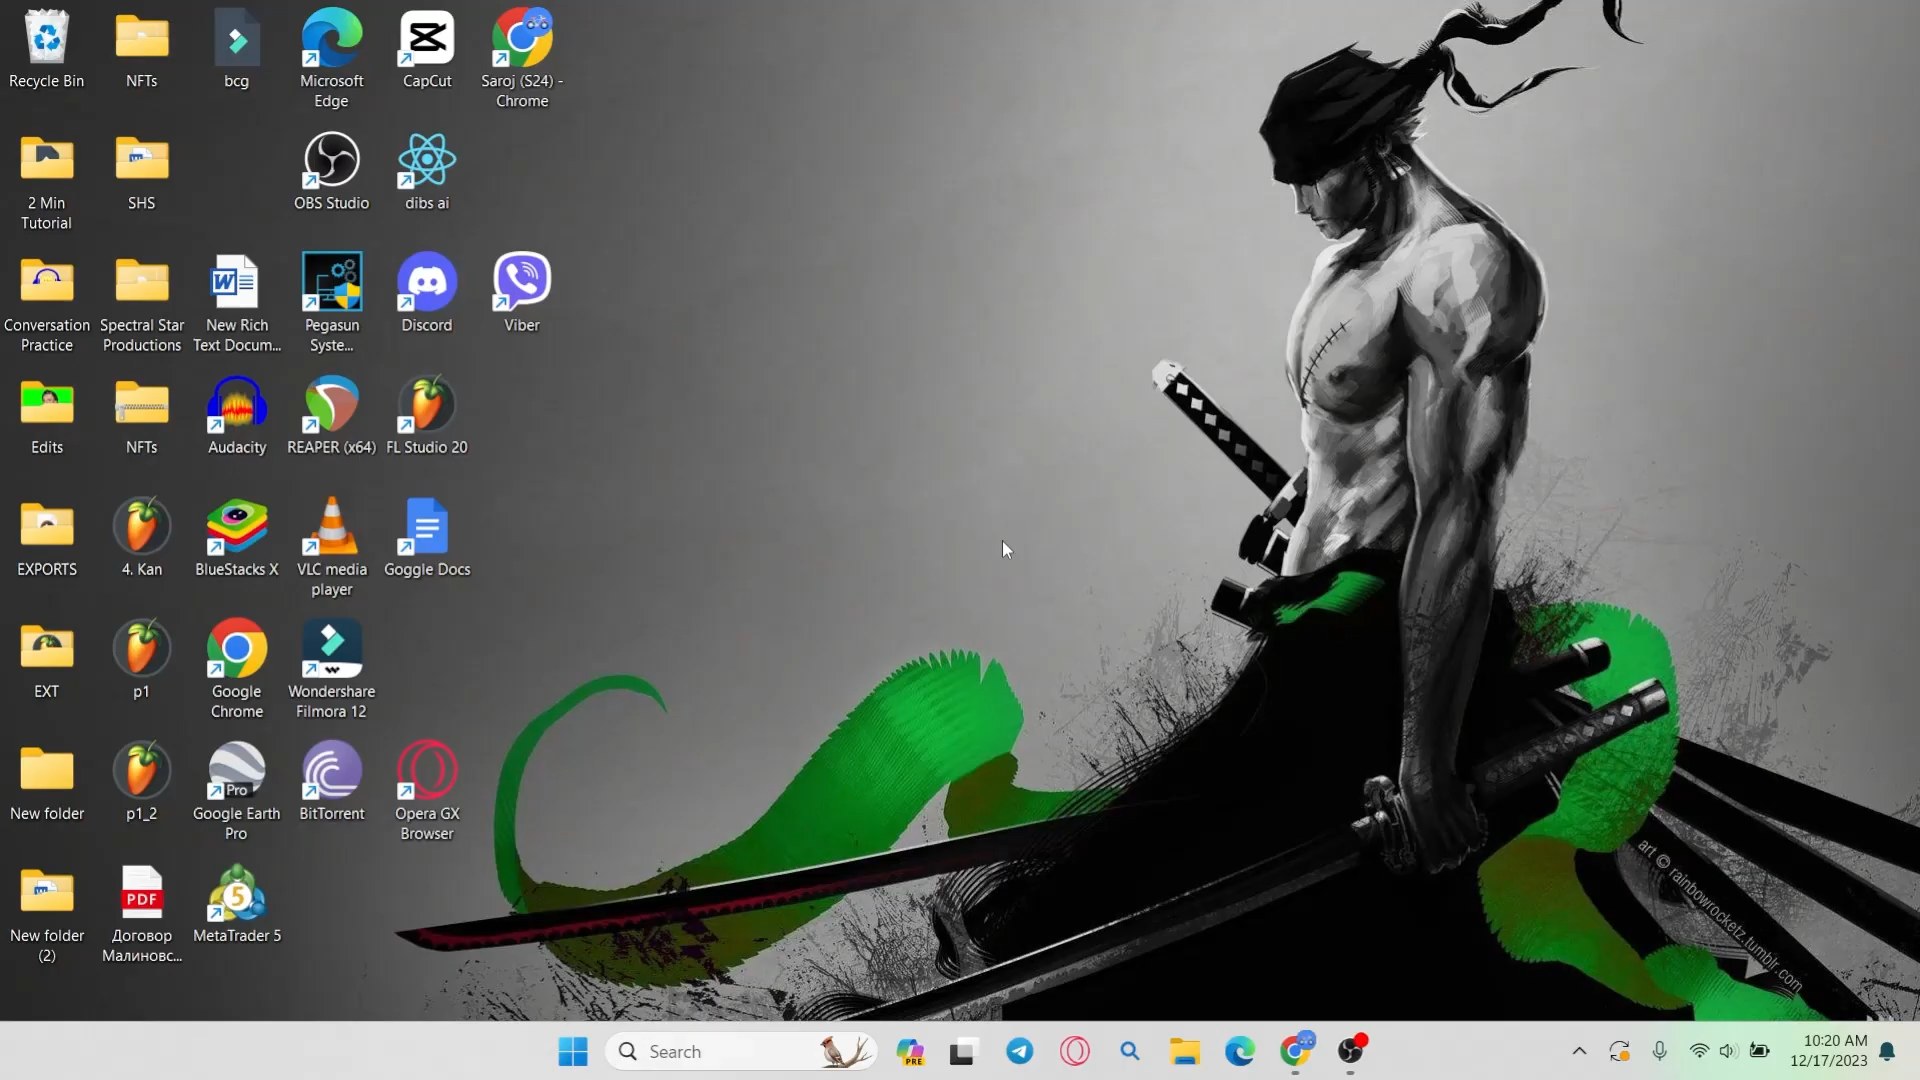 Recycle Bin
NFTs
bcg
Microsoft
Edge
CapCut
Saroj (S24) -
Chrome
2 Min
Tutorial
SHS
OBS Studio
dibs ai
Conversation
Practice
Spectral Star
Productions
New Rich
Text Docum...
Pegasun
Syste...
Discord
Viber
Edits
NFTs
Audacity
REAPER (x64)
FL Studio 20
EXPORTS
4. Kan
BlueStacks X
VLC media
player
Goggle Docs
EXT
p1
Google
Chrome
Wondershare
Filmora 12
New folder
p1_2
Pro
Google Earth
Pro
BitTorrent
Opera GX
Browser
New folder
(2)
PDF
Договор
Малиновс...
5
MetaTrader 5
art © rainbowrocketz.tumblr.com
Search
PRE
10:20 AM
12/17/2023